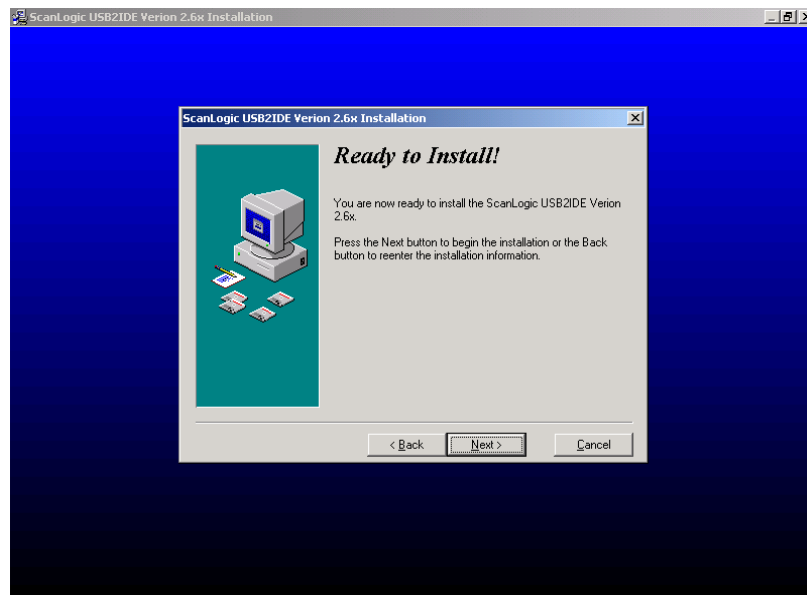 ScanLogic USB2IDE Verion 2.6x Installation
ScanLogic USB2IDE Verion 2.6x Installation
Ready to Install!
You are now ready to install the ScanLogic USB2IDE Verion
2.6x.
Press the Next button to begin the installation or the Back
button to reenter the installation information.
< Back
Next >
Cancel